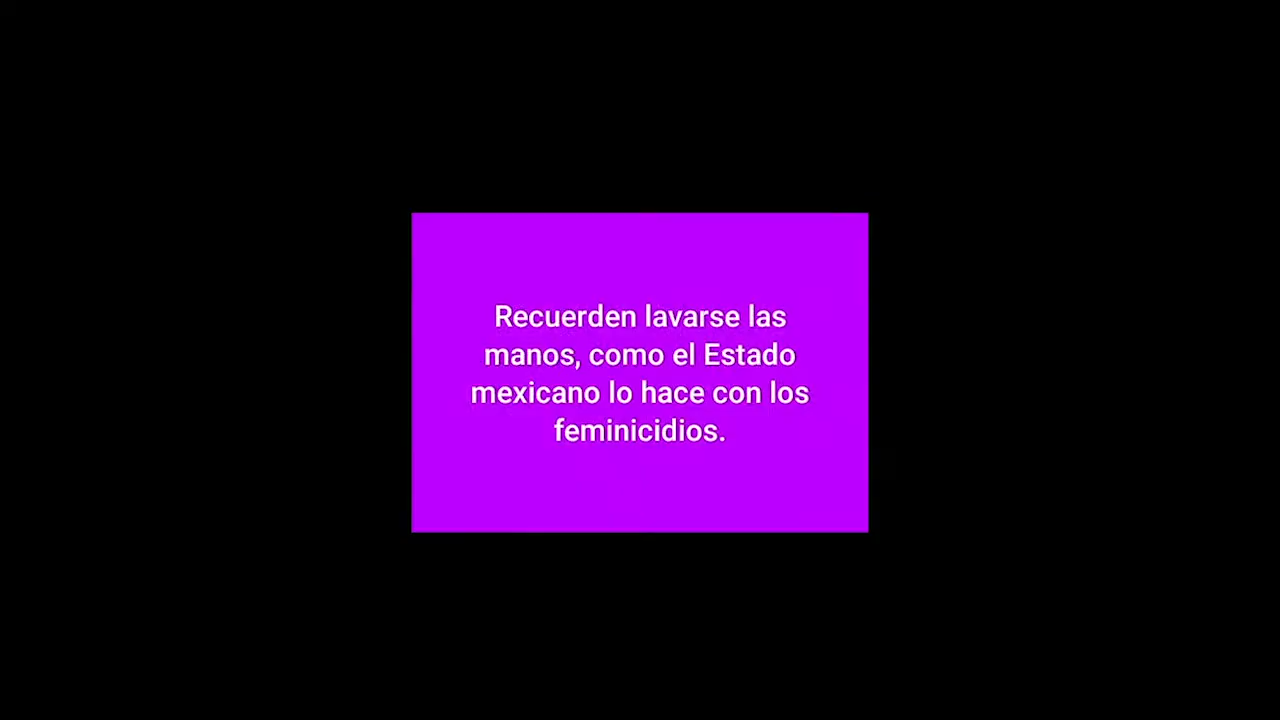 Recuerden lavarse las
manos, como el Estado
mexicano lo hace con los
feminicidios.